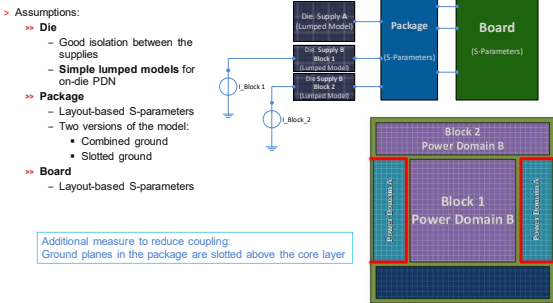 > Assumptions:
>> Die
– Good isolation between the
supplies
– Simple lumped models for
on-die PDN
>> Package
– Layout-based S-parameters
– Two versions of the model:
▪ Combined ground
▪ Slotted ground
>> Board
– Layout-based S-parameters
Additional measure to reduce coupling:
Ground planes in the package are slotted above the core layer
Die. Supply A
(Lumped Model)
Die. Supply B
Block 1
(Lumped Model)
Die Supply B
Block 2
(Lumped Model)
I_Block 1
I_Block_2
Package
(S-Parameters)
Board
(S-Parameters)
Block 2
Power Domain B
Power Domain A
Block 1
Power Domain B
Power Domain A